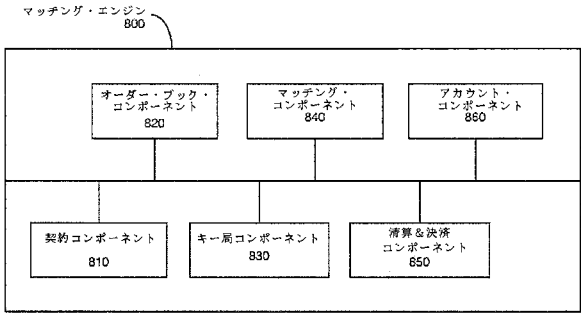 マッチング・エンジン
800
オーダー・ブック・
コンポーネント
820
マッチング・
コンポーネント
840
アカウント・
コンポーネント
860
契約コンポーネント
810
キー局コンポーネント
830
清算&決済
コンポーネント
850